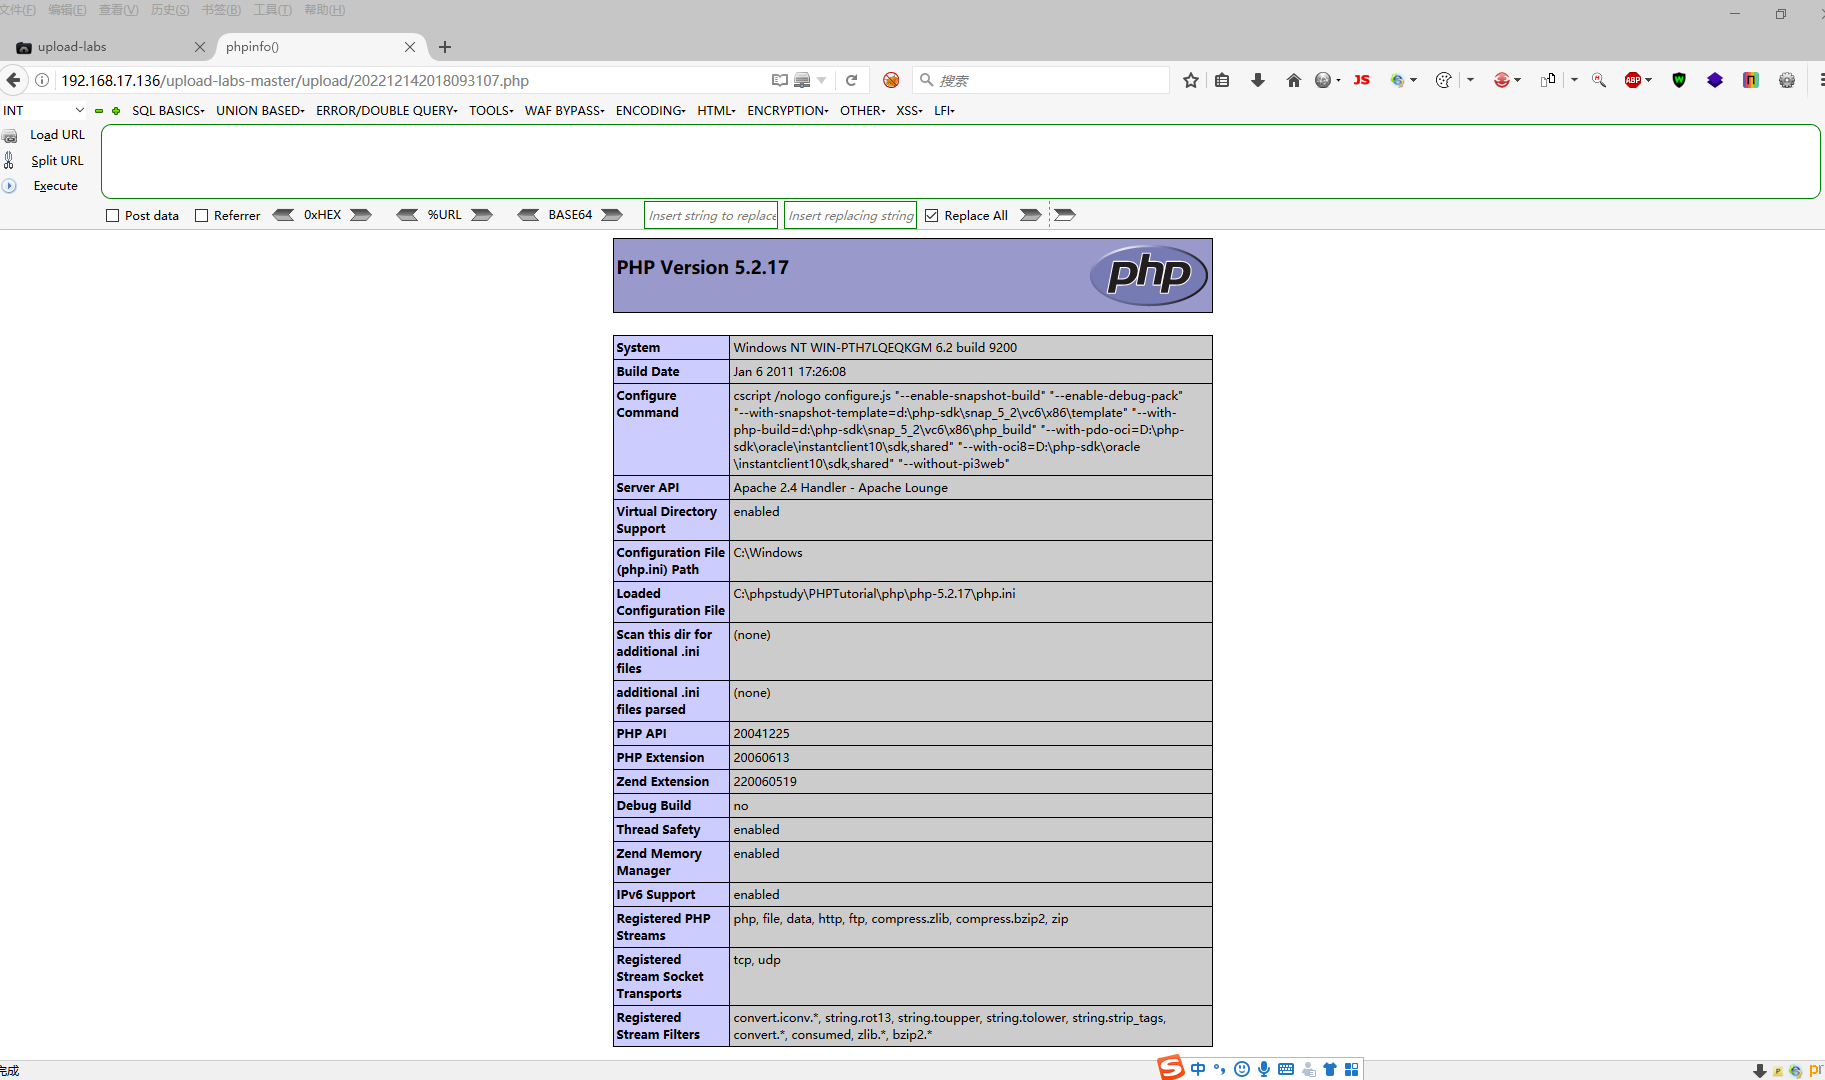 文件(F) 编辑(E) 查看(V) 历史(S) 书签(B) 工具(T) 帮助(H)
upload-labs
phpinfo()
192.168.17.136/upload-labs-master/upload/202212142018093107.php
搜索
JS
ABP
INT
SQL BASICS UNION BASED ERROR/DOUBLE QUERY TOOLS WAF BYPASS ENCODING HTML ENCRYPTION OTHER XSS LFI
Load URL
Split URL
Execute
Post data Referrer 0xHEX %URL BASE64 Insert string to replace Insert replacing string Replace All
PHP Version 5.2.17
php
System Windows NT WIN-PTH7LQEQKGM 6.2 build 9200
Build Date Jan 6 2011 17:26:08
Configure
Command
cscript /nologo configure.js "--enable-snapshot-build" "--enable-debug-pack"
"--with-snapshot-template=d:\php-sdk\snap_5_2\vc6\x86\template" "--with-
php-build=d:\php-sdk\snap_5_2\vc6\x86\php_build" "--with-pdo-oci=D:\php-
sdk\oracle\instantclient10\sdk,shared" "--with-oci8=D:\php-sdk\oracle
\instantclient10\sdk,shared" "--without-pi3web"
Server API Apache 2.4 Handler - Apache Lounge
Virtual Directory
Support
enabled
Configuration File
(php.ini) Path
C:\Windows
Loaded
Configuration File
C:\phpstudy\PHPTutorial\php\php-5.2.17\php.ini
Scan this dir for
additional .ini
files
(none)
additional .ini
files parsed
(none)
PHP API 20041225
PHP Extension 20060613
Zend Extension 220060519
Debug Build no
Thread Safety enabled
Zend Memory
Manager
enabled
IPv6 Support enabled
Registered PHP
Streams
php, file, data, http, ftp, compress.zlib, compress.bzip2, zip
Registered
Stream Socket
Transports
tcp, udp
Registered
Stream Filters
convert.iconv.*, string.rot13, string.toupper, string.tolower, string.strip_tags,
convert.*, consumed, zlib.*, bzip2.*
完成
中